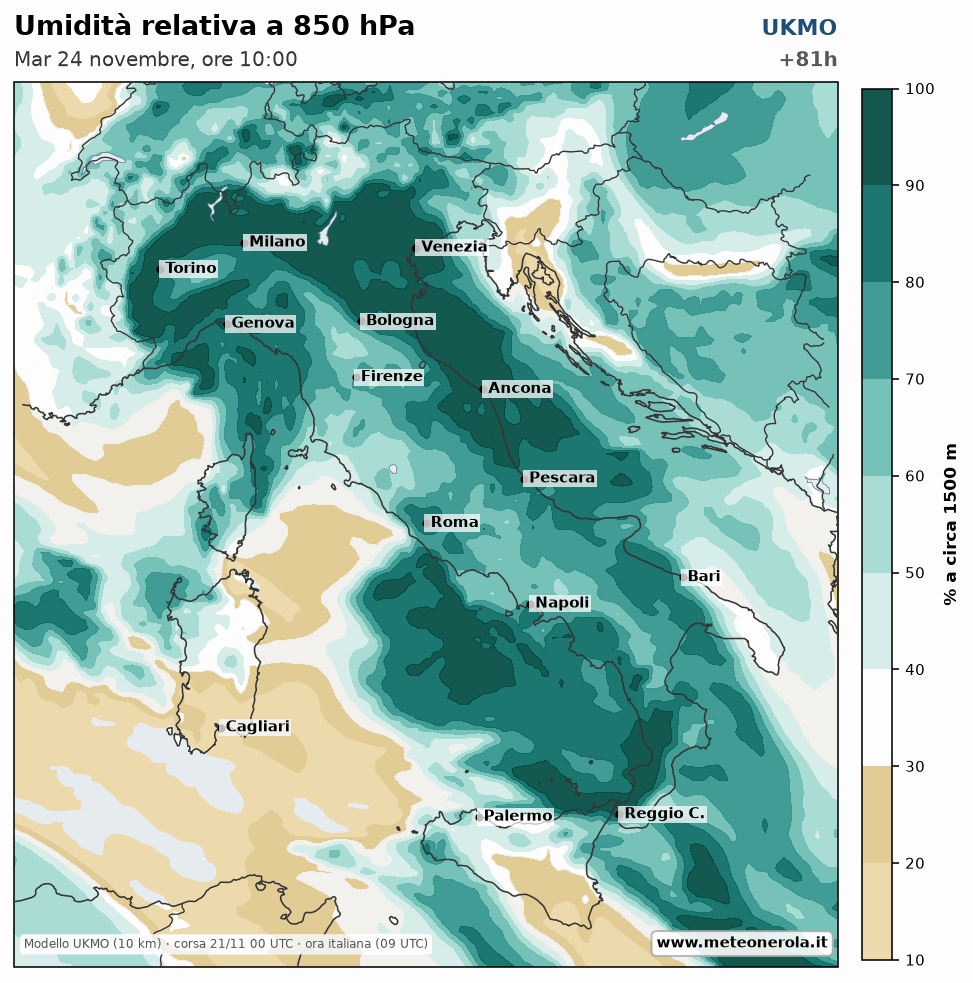 Umidità relativa a 850 hPa
UKMO
Mar 24 novembre, ore 10:00
+81h
Milano
Venezia
Torino
Genova
Bologna
Firenze
Ancona
Pescara
Roma
Bari
Napoli
Cagliari
Palermo
Reggio C.
100
90
80
70
60
50
40
30
20
10
% a circa 1500 m
Modello UKMO (10 km) · corsa 21/11 00 UTC · ora italiana (09 UTC)
www.meteonerola.it